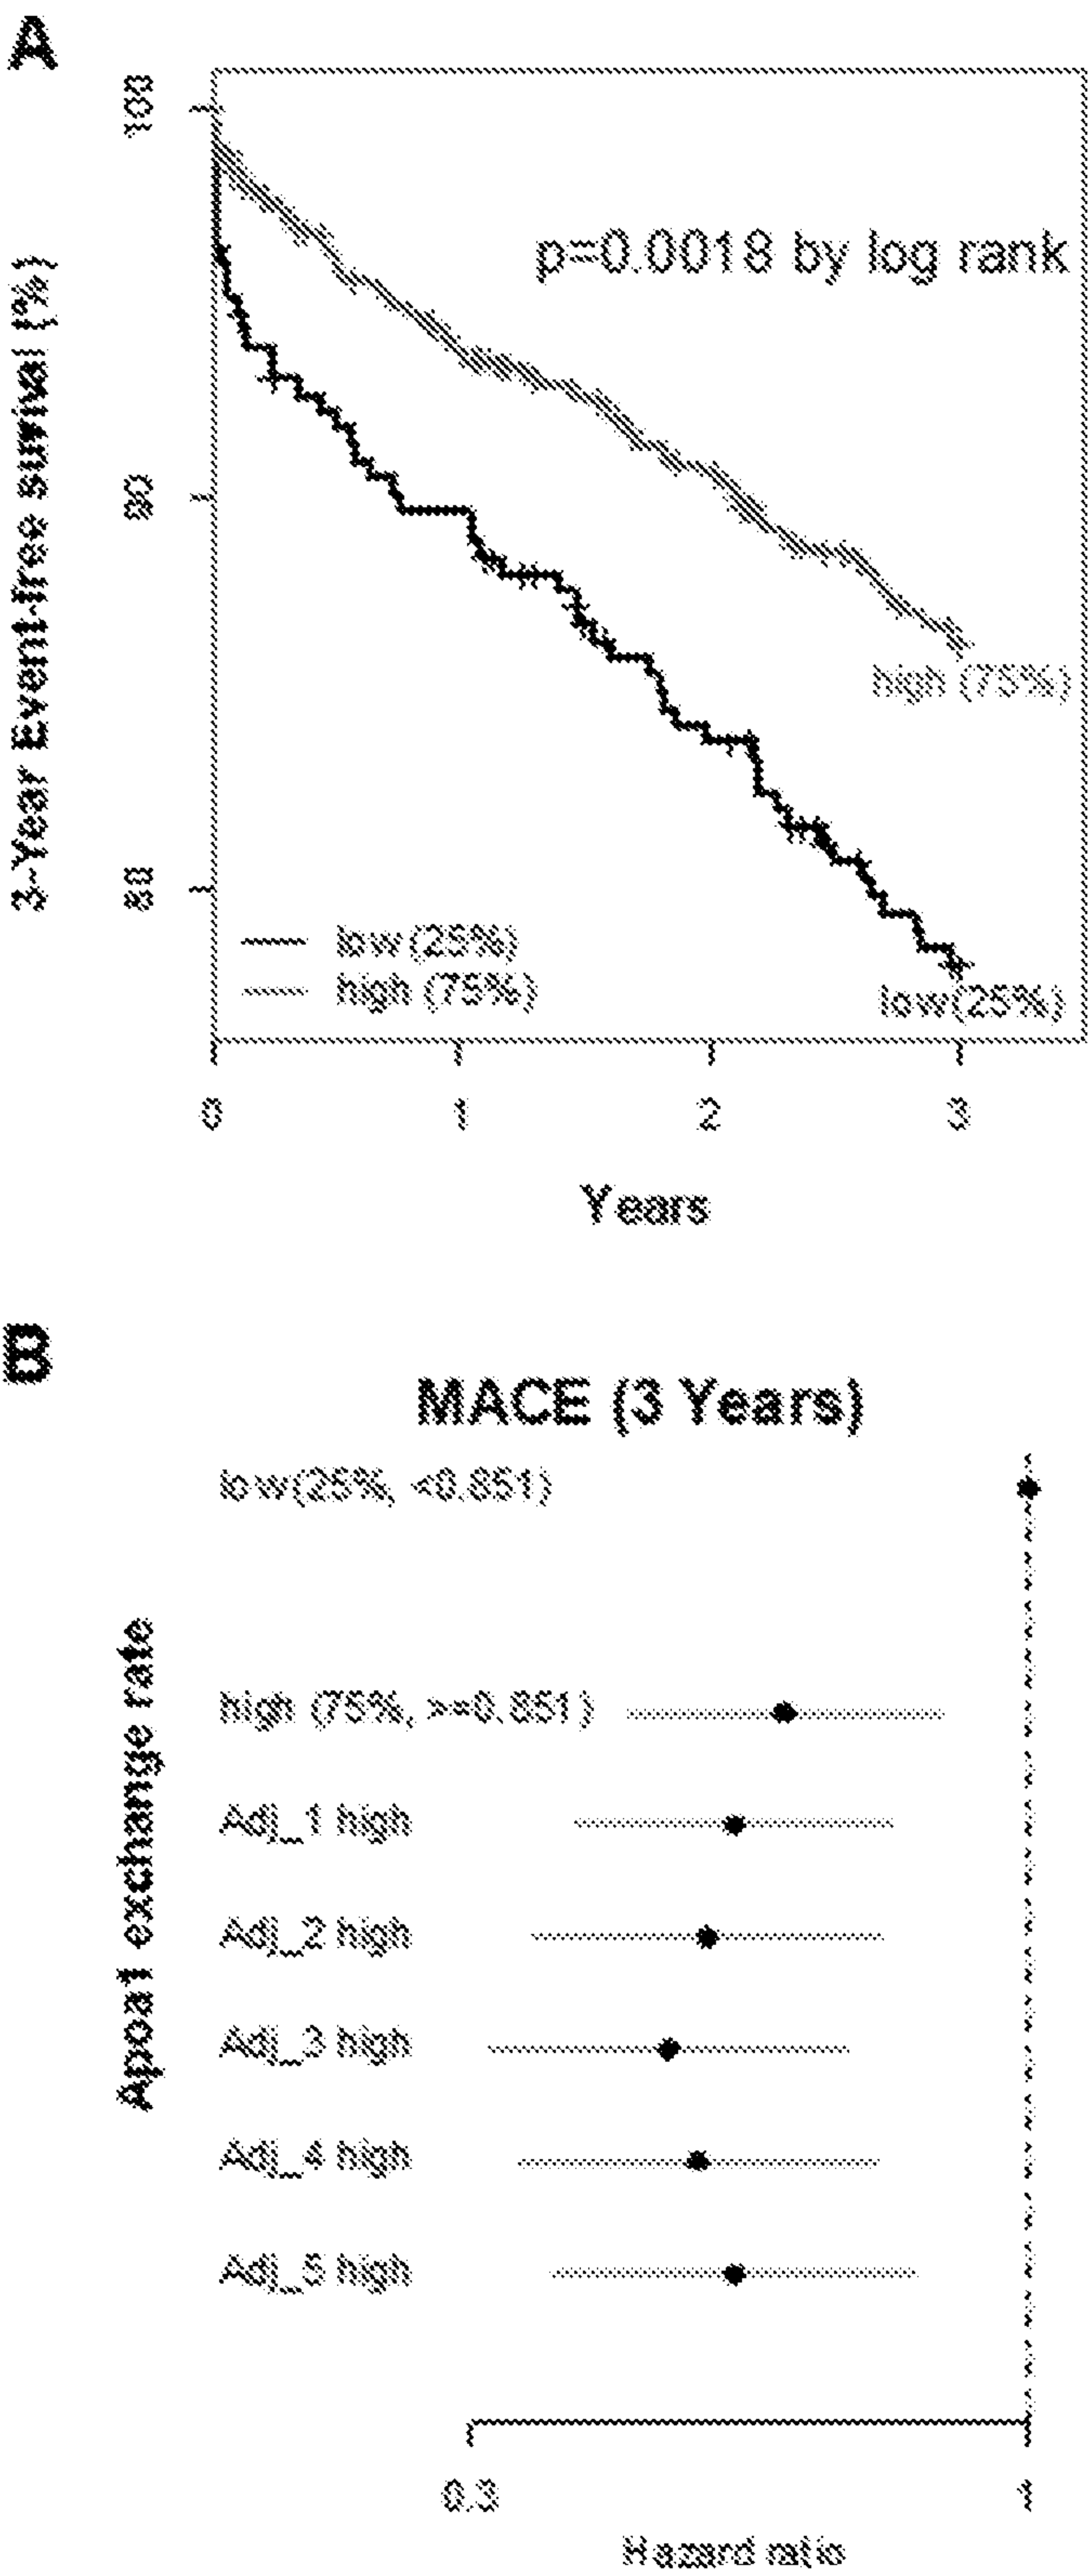 A
3-Year Event-free survival (%)
100
90
80
p=0.0018 by log rank
high (75%)
low(25%)
low(25%)
high (75%)
0 1 2 3
Years
B
MACE (3 Years)
Apoa1 exchange rate
low(25%, <0.851)
high (75%, >=0.851)
Adj_1 high
Adj_2 high
Adj_3 high
Adj_4 high
Adj_5 high
0.3 1
Hazard ratio